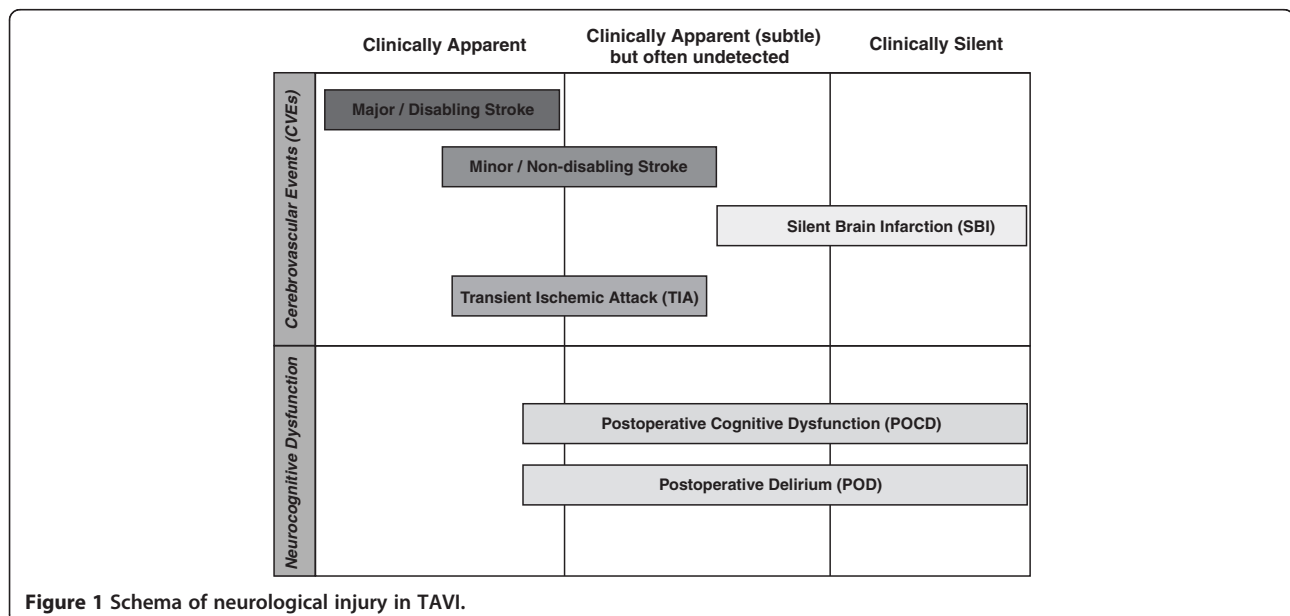 Clinically Apparent
Clinically Apparent (subtle)
but often undetected
Clinically Silent
Cerebrovascular Events (CVEs)
Major / Disabling Stroke
Minor / Non-disabling Stroke
Silent Brain Infarction (SBI)
Transient Ischemic Attack (TIA)
Neurocognitive Dysfunction
Postoperative Cognitive Dysfunction (POCD)
Postoperative Delirium (POD)
Figure 1 Schema of neurological injury in TAVI.